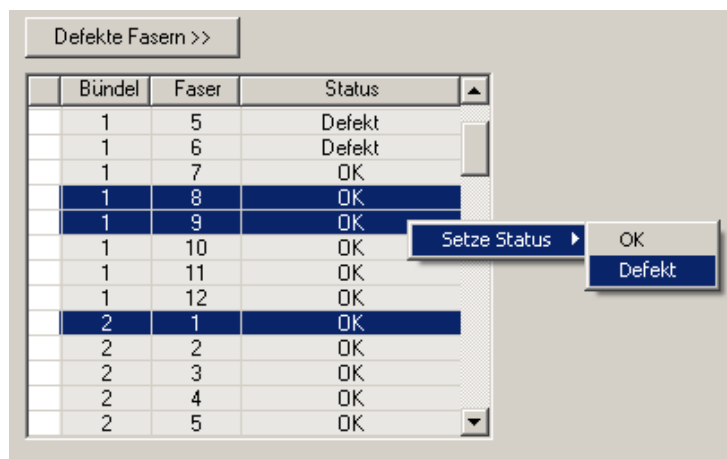 Defekte Fasern >>
Bündel Faser Status
1 5 Defekt
1 6 Defekt
1 7 OK
1 8 OK
1 9 OK
Setze Status OK
1 10 OK
Defekt
1 11 OK
1 12 OK
2 1 OK
2 2 OK
2 3 OK
2 4 OK
2 5 OK